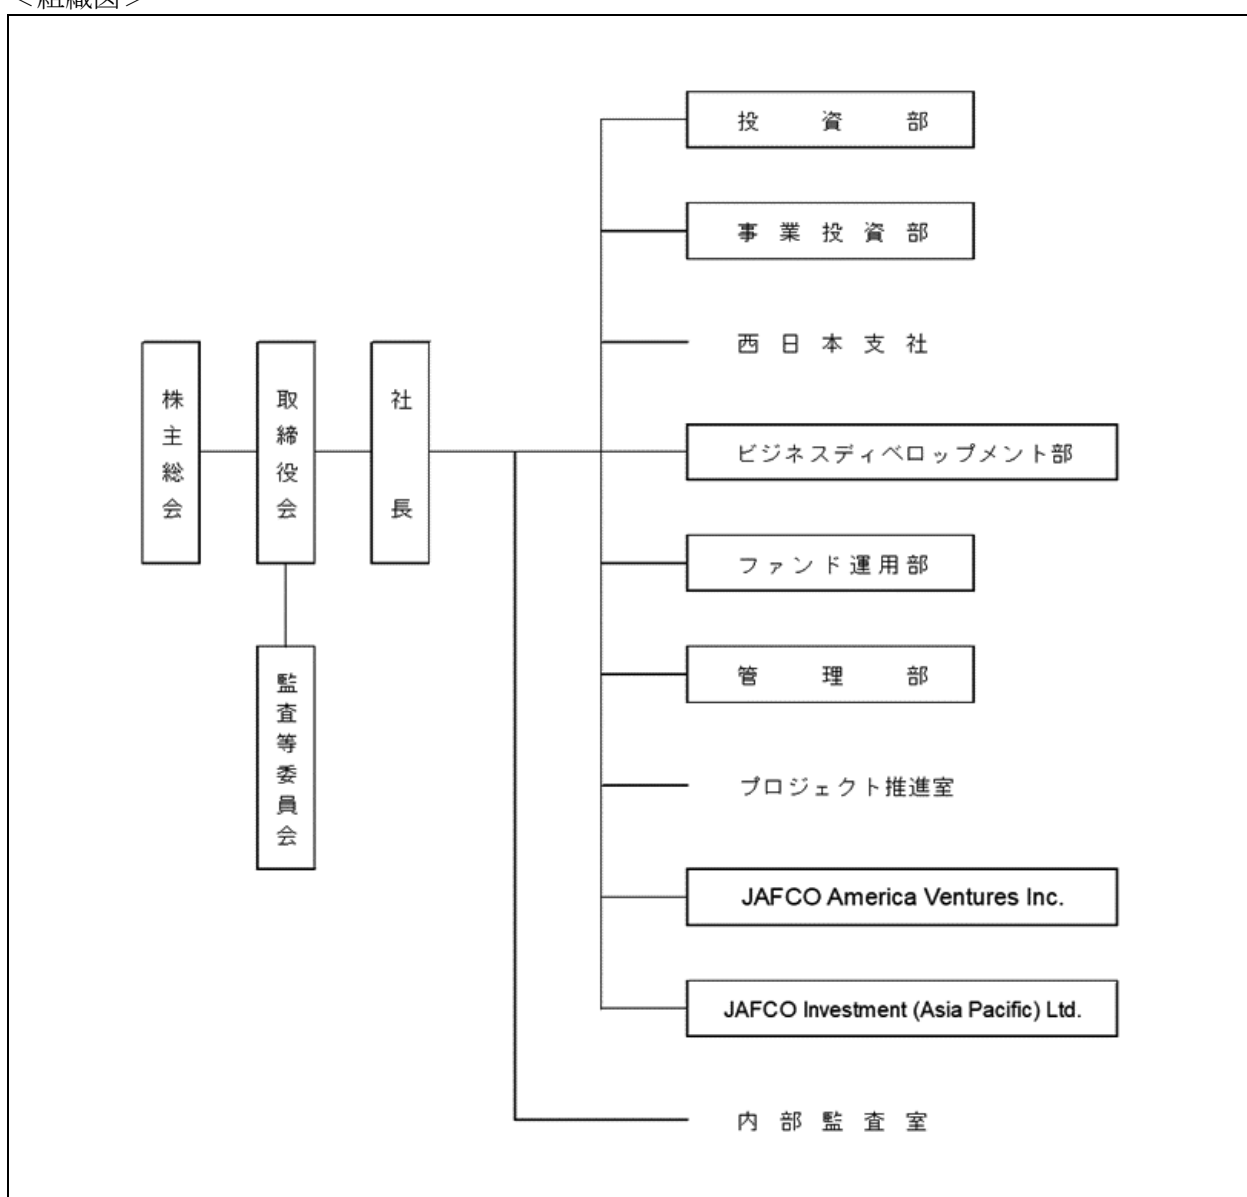 ＜組織図＞
株主総会
取締役会
社長
監査等委員会
投資部
事業投資部
西日本支社
ビジネスディベロップメント部
ファンド運用部
管理部
プロジェクト推進室
JAFCO America Ventures Inc.
JAFCO Investment (Asia Pacific) Ltd.
内部監査室